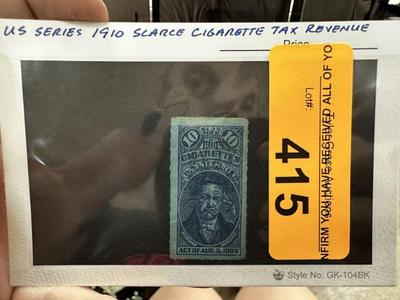 US SERIES 1910 SCARCE CIGARETTE TAX REVENUE
Price
10 10
1910
CIGARETTES
ACT OF AUG. 5, 1909
Lot#:
415
NFIRM YOU HAVE RECEIVED ALL OF YO
Style No. GK-104BK